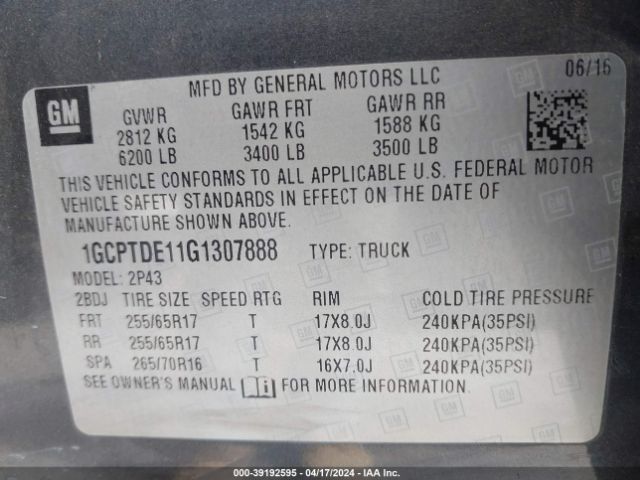 MFD BY GENERAL MOTORS LLC 06/16
GM
GVWR GAWR FRT GAWR RR
2812 KG 1542 KG 1588 KG
6200 LB 3400 LB 3500 LB
THIS VEHICLE CONFORMS TO ALL APPLICABLE U.S. FEDERAL MOTOR
VEHICLE SAFETY STANDARDS IN EFFECT ON THE DATE OF
MANUFACTURE SHOWN ABOVE.
1GCPTDE11G1307888 TYPE: TRUCK
MODEL: 2P43
2BDJ TIRE SIZE SPEED RTG RIM COLD TIRE PRESSURE
FRT 255/65R17 T 17X8.0J 240KPA(35PSI)
RR 255/65R17 T 17X8.0J 240KPA(35PSI)
SPA 265/70R16 T 16X7.0J 240KPA(35PSI)
SEE OWNER'S MANUAL FOR MORE INFORMATION.
000-39192595 - 04/17/2024 - IAA Inc.